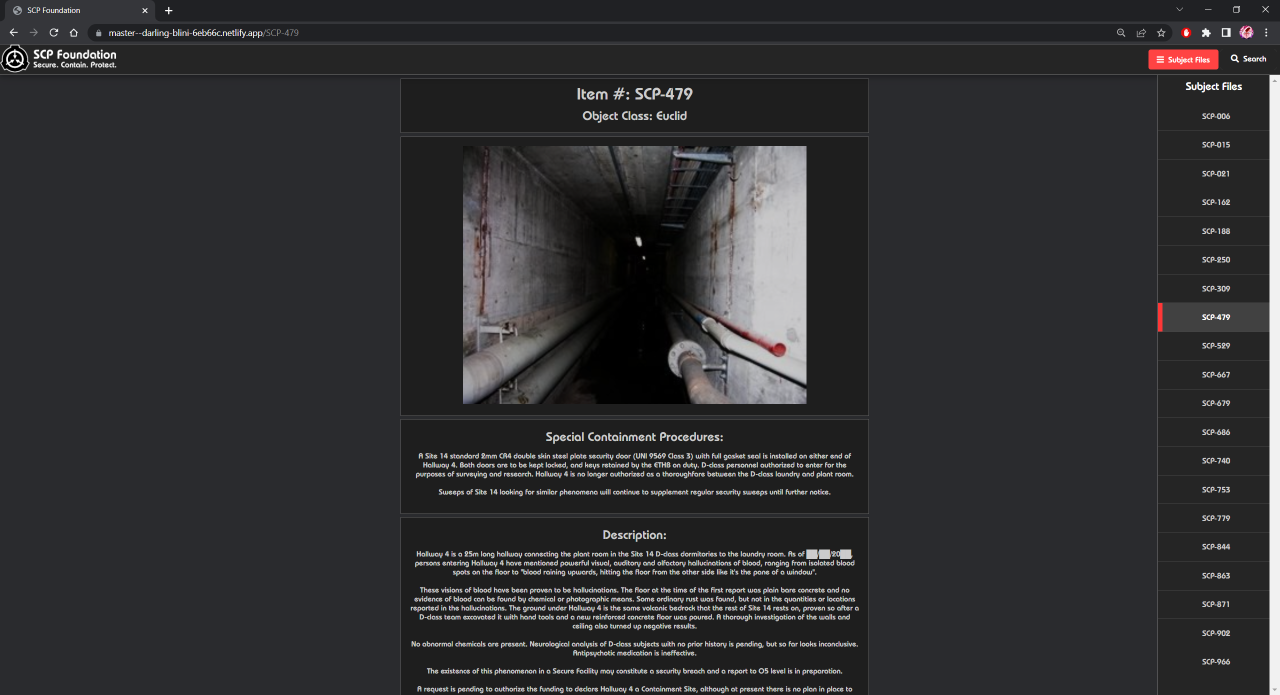 SCP Foundation
master--darling-blini-6eb66c.netlify.app/SCP-479
SCP Foundation
Secure. Contain. Protect.
Subject Files
Search
Item #: SCP-479
Object Class: Euclid
Special Containment Procedures:
A Site 14 standard 2mm CR4 double skin steel plate security door (UNI 9569 Class 3) with full gasket seal is installed on either end of
Hallway 4. Both doors are to be kept locked, and keys retained by the ETHB on duty. D-class personnel authorized to enter for the
purposes of surveying and research. Hallway 4 is no longer authorized as a thoroughfare between the D-class laundry and plant room.
Sweeps of Site 14 looking for similar phenomena will continue to supplement regular security sweeps until further notice.
Description:
Hallway 4 is a 25m long hallway connecting the plant room in the Site 14 D-class dormitories to the laundry room. As of ██/██/20██,
persons entering Hallway 4 have mentioned powerful visual, auditory and olfactory hallucinations of blood, ranging from isolated blood
spots on the floor to "blood raining upwards, hitting the floor from the other side like it's the pane of a window".
These visions of blood have been proven to be hallucinations. The floor at the time of the first report was plain bare concrete and no
evidence of blood can be found by chemical or photographic means. Some ordinary rust was found, but not in the quantities or locations
reported in the hallucinations. The ground under Hallway 4 is the same volcanic bedrock that the rest of Site 14 rests on, proven so after a
D-class team excavated it with hand tools and a new reinforced concrete floor was poured. A thorough investigation of the walls and
ceiling also turned up negative results.
No abnormal chemicals are present. Neurological analysis of D-class subjects with no prior history is pending, but so far looks inconclusive.
Antipsychotic medication is ineffective.
The existence of this phenomenon in a Secure Facility may constitute a security breach and a report to O5 level is in preparation.
A request is pending to authorize the funding to declare Hallway 4 a Containment Site, although at present there is no plan in place to
Subject Files
SCP-006
SCP-015
SCP-021
SCP-162
SCP-188
SCP-250
SCP-309
SCP-479
SCP-529
SCP-667
SCP-679
SCP-686
SCP-740
SCP-753
SCP-779
SCP-844
SCP-863
SCP-871
SCP-902
SCP-966